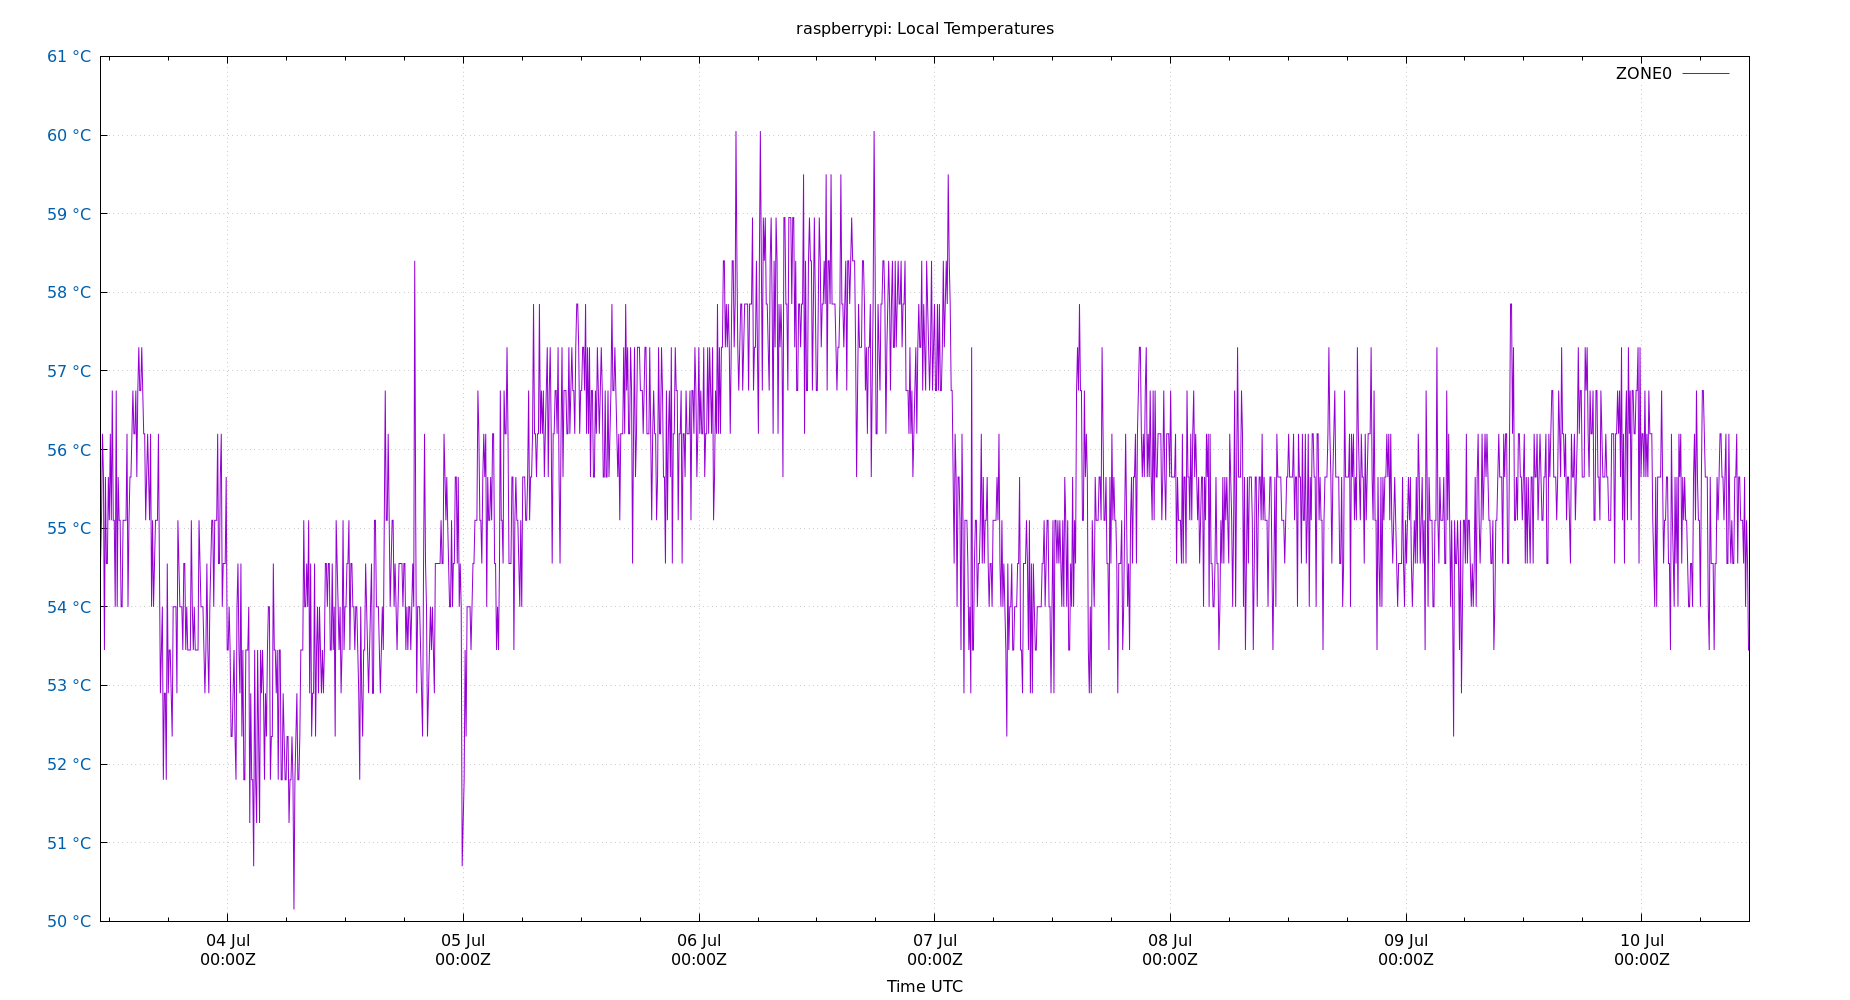 raspberrypi: Local Temperatures
61 °C
ZONE0
60 °C
59 °C
58 °C
57 °C
56 °C
55 °C
54 °C
53 °C
52 °C
51 °C
50 °C
04 Jul 05 Jul 06 Jul 07 Jul 08 Jul 09 Jul 10 Jul
00:00Z 00:00Z 00:00Z 00:00Z 00:00Z 00:00Z 00:00Z
Time UTC